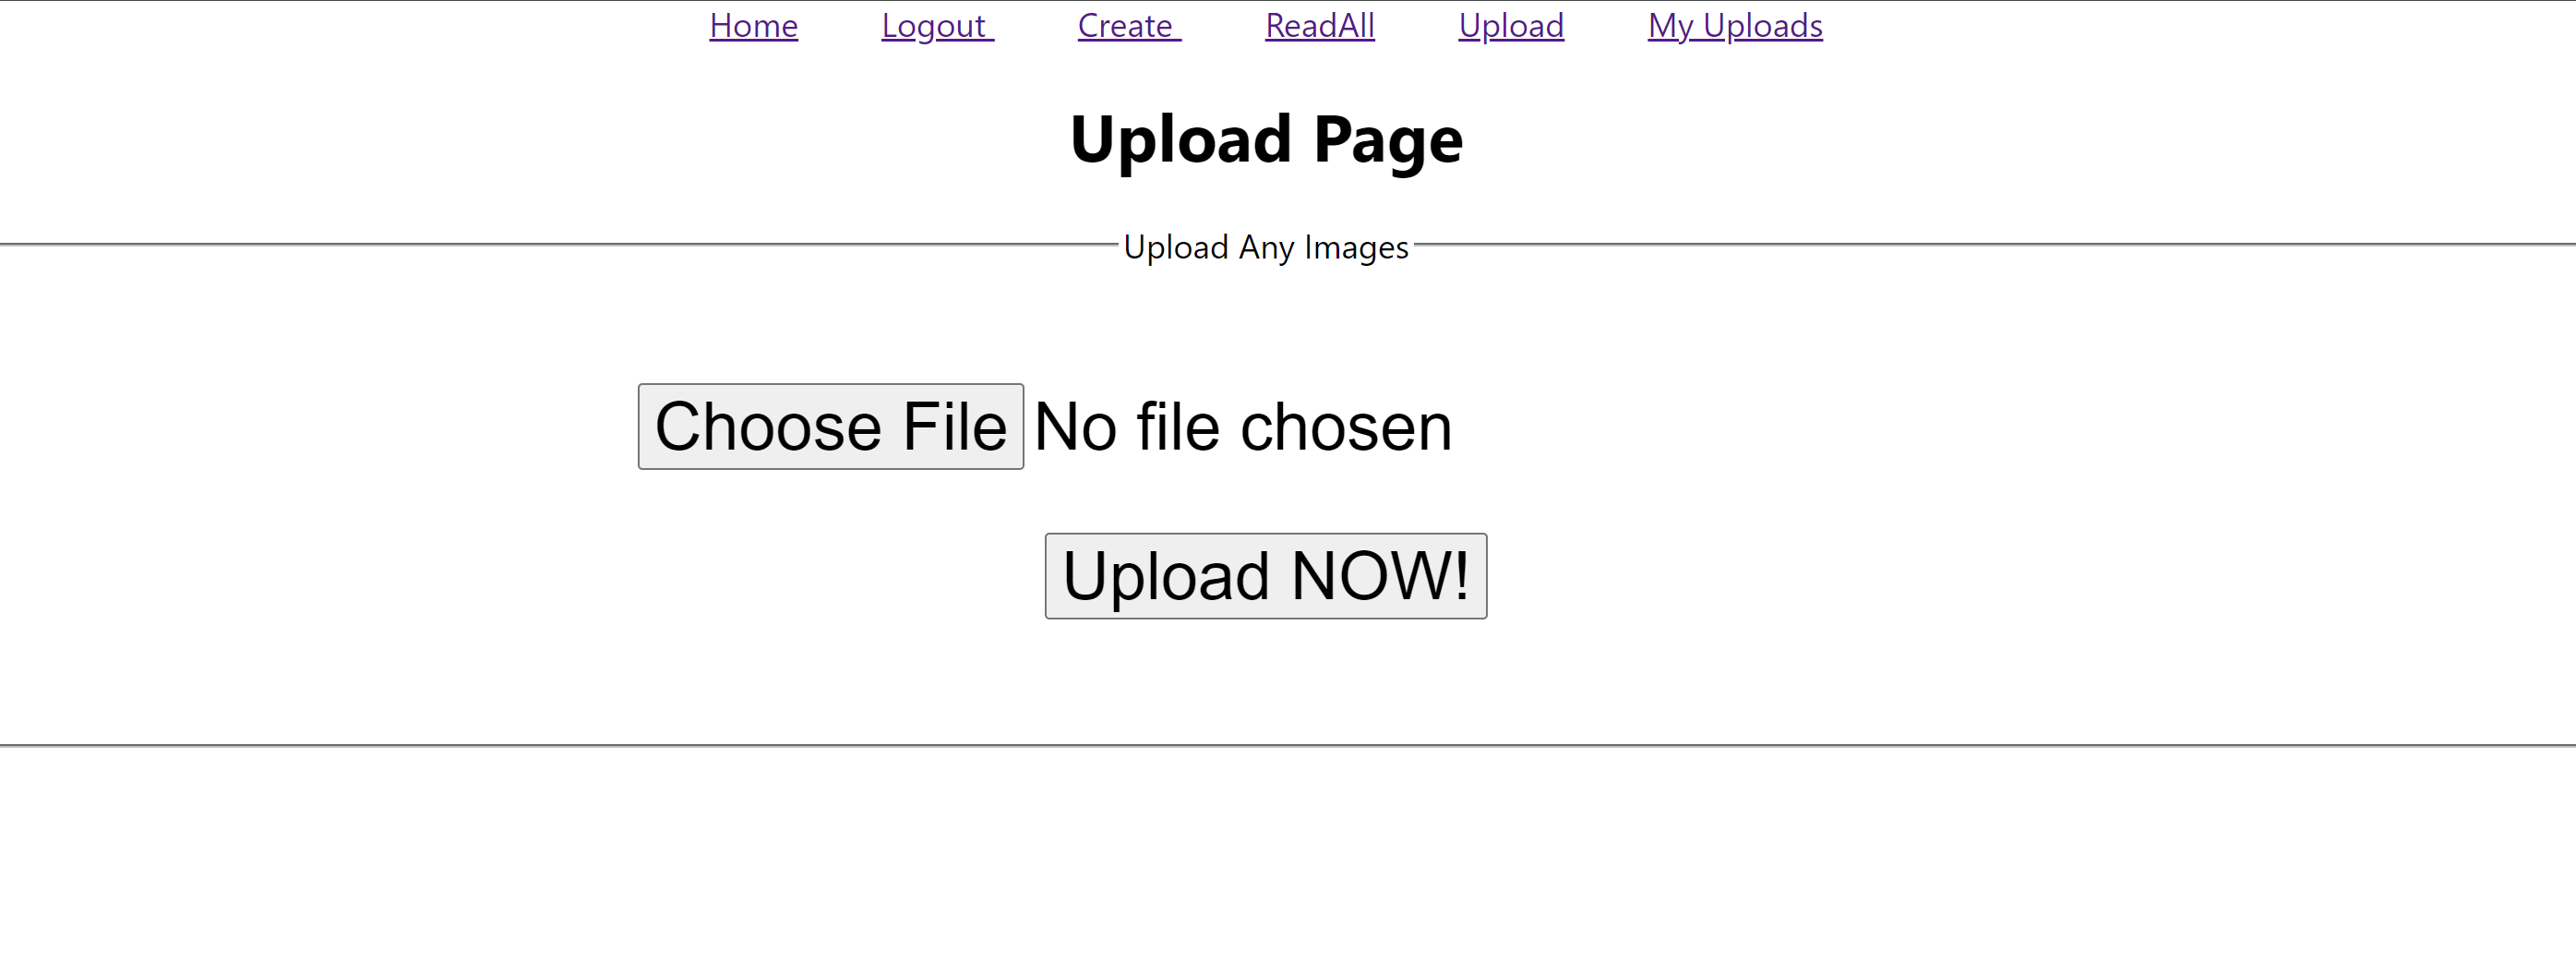 Home Logout Create ReadAll Upload My Uploads
Upload Page
Upload Any Images
Choose File No file chosen
Upload NOW!